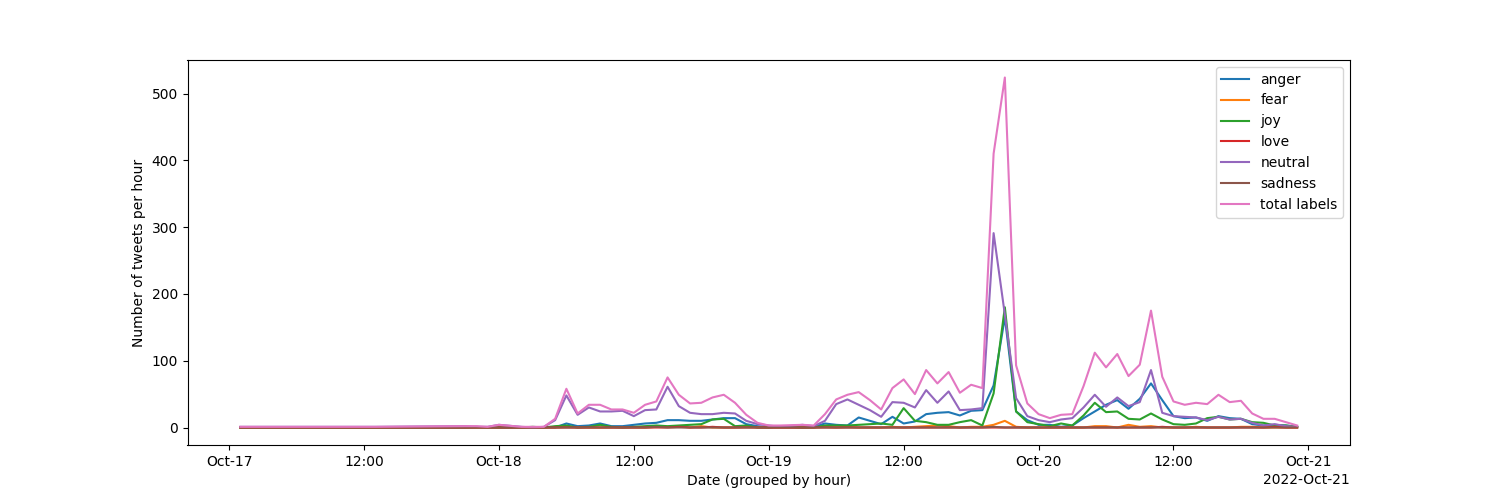 500
400
300
200
100
0
Number of tweets per hour
anger
fear
joy
love
neutral
sadness
total labels
Oct-17 12:00 Oct-18 12:00 Oct-19 12:00 Oct-20 12:00 Oct-21
Date (grouped by hour)
2022-Oct-21